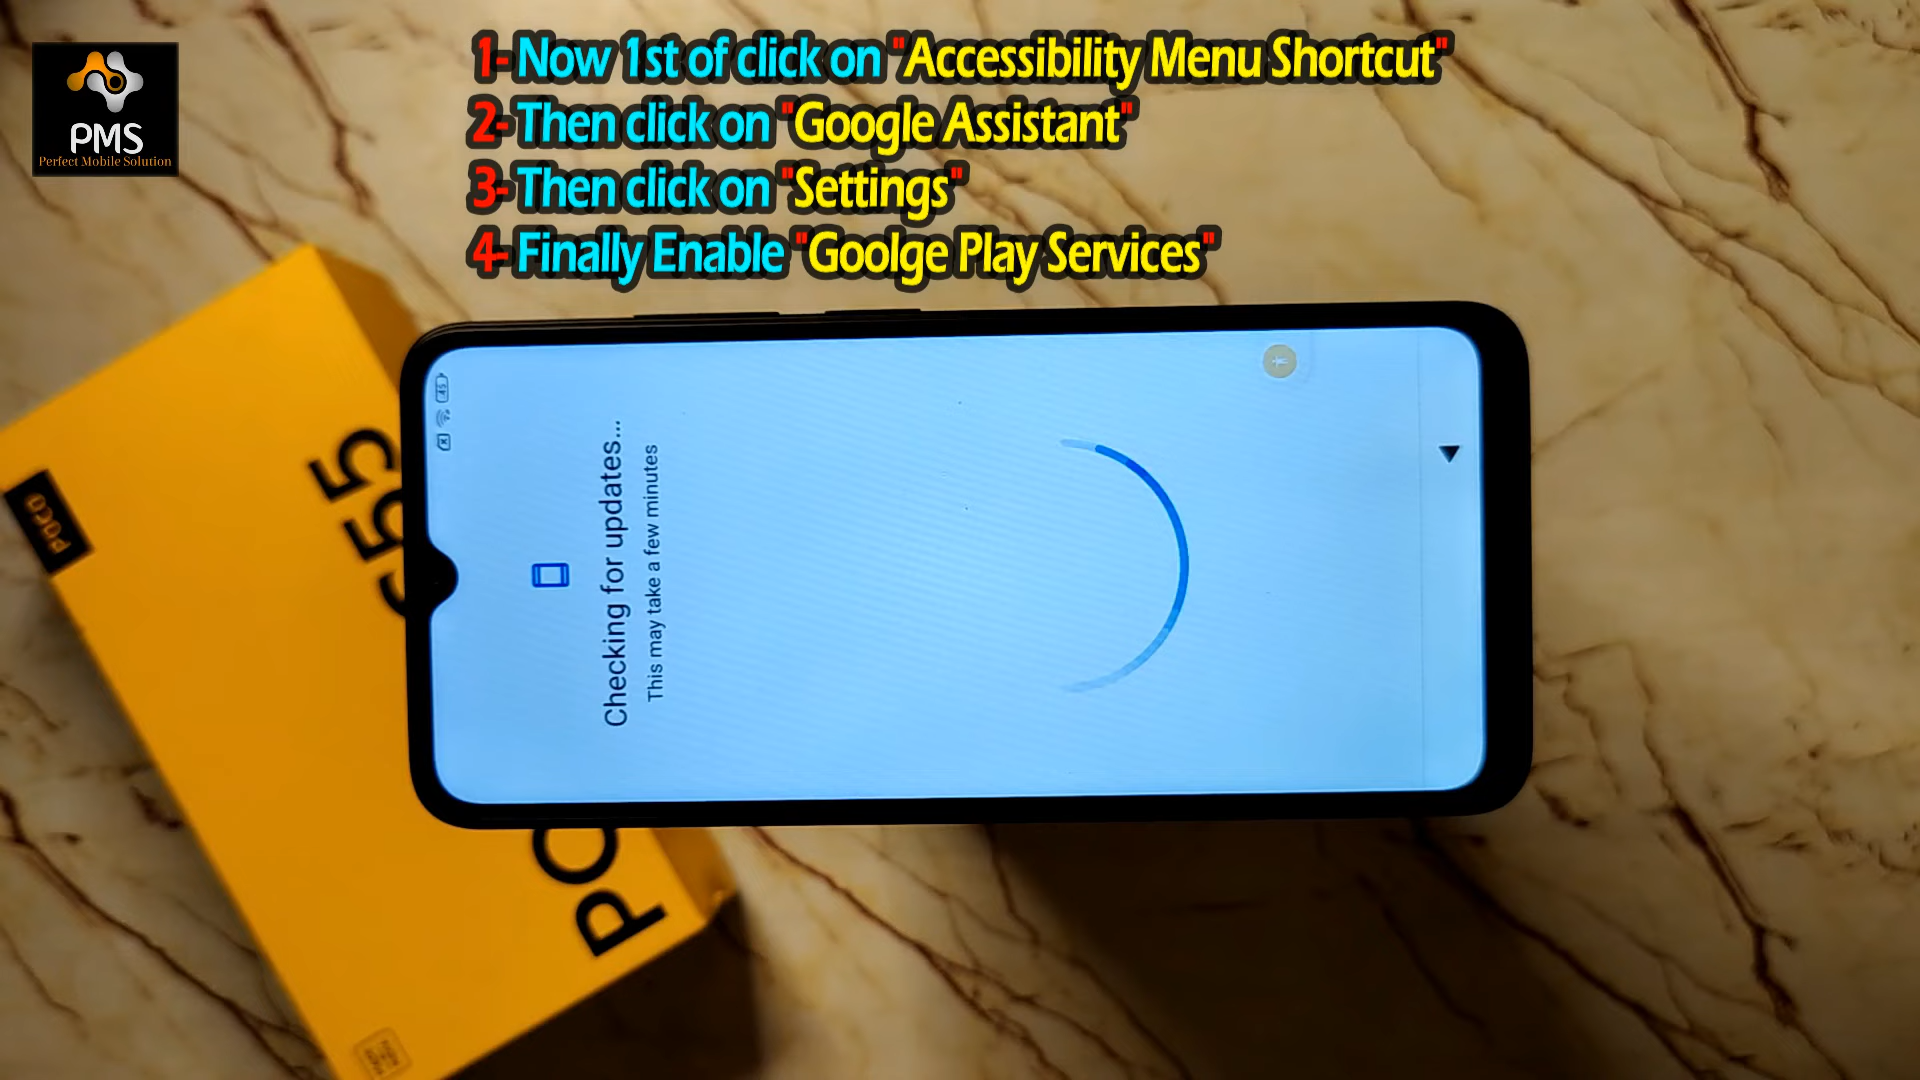 1- Now 1st of click on "Accessibility Menu Shortcut"
2- Then click on "Google Assistant"
3- Then click on "Settings"
4- Finally Enable "Goolge Play Services"
PMS
Perfect Mobile Solution
45
Checking for updates...
This may take a few minutes
poco
C55
PO